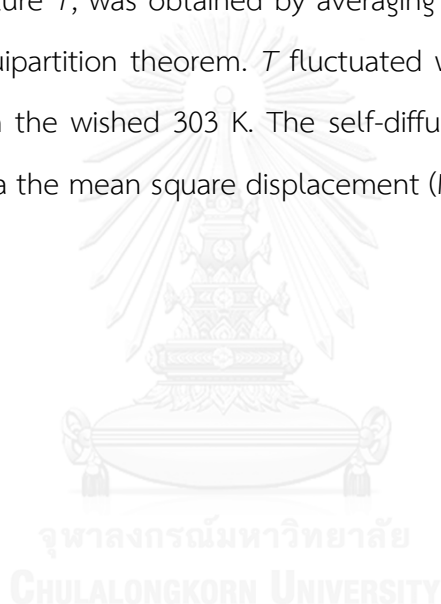 ture T, was obtained by averaging
uipartition theorem. T fluctuated w
n the wished 303 K. The self-diffu
a the mean square displacement (
จุฬาลงกรณ์มหาวิทยาลัย
CHULALONGKORN UNIVERSITY